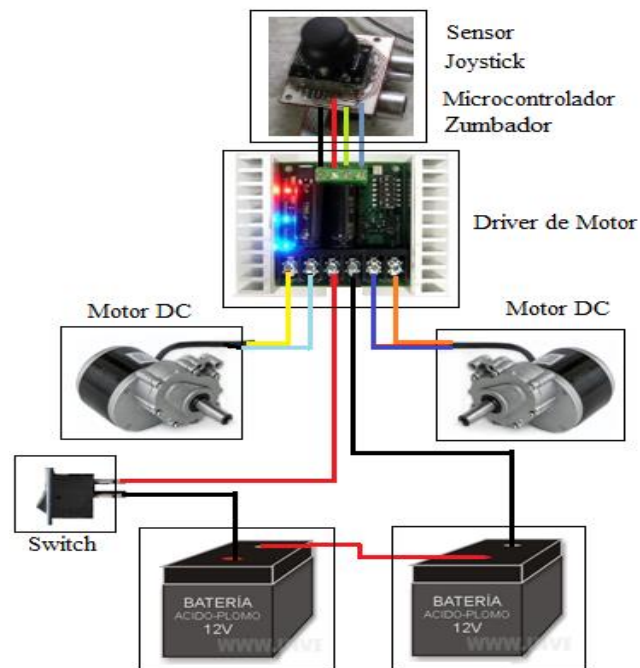 Sensor
Joystick
Microcontrolador
Zumbador
Driver de Motor
Motor DC
Motor DC
Switch
BATERÍA
ACIDO-PLOMO
12V
BATERÍA
ACIDO-PLOMO
12V